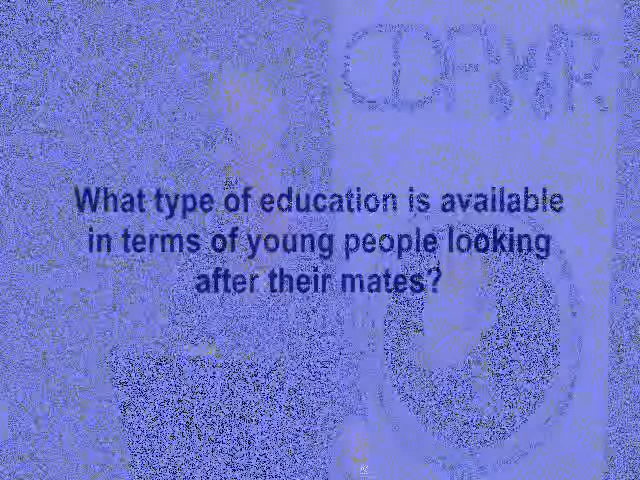 What type of education is available
in terms of young people looking
after their mates?